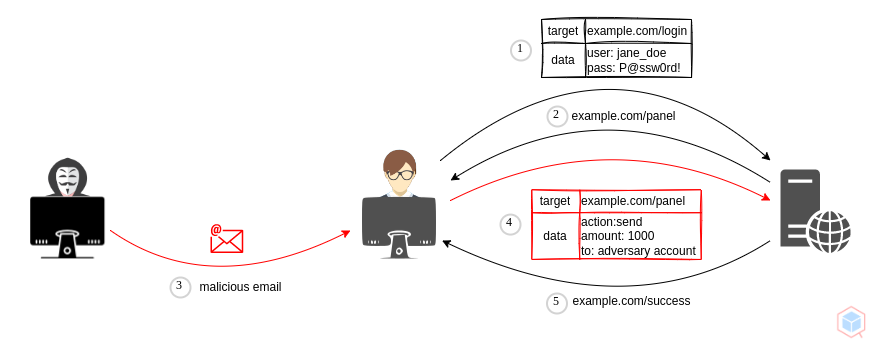 1
target example.com/login
data
user: jane_doe
pass: P@ssw0rd!
2 example.com/panel
@
3 malicious email
4
target example.com/panel
data
action:send
amount: 1000
to: adversary account
5 example.com/success